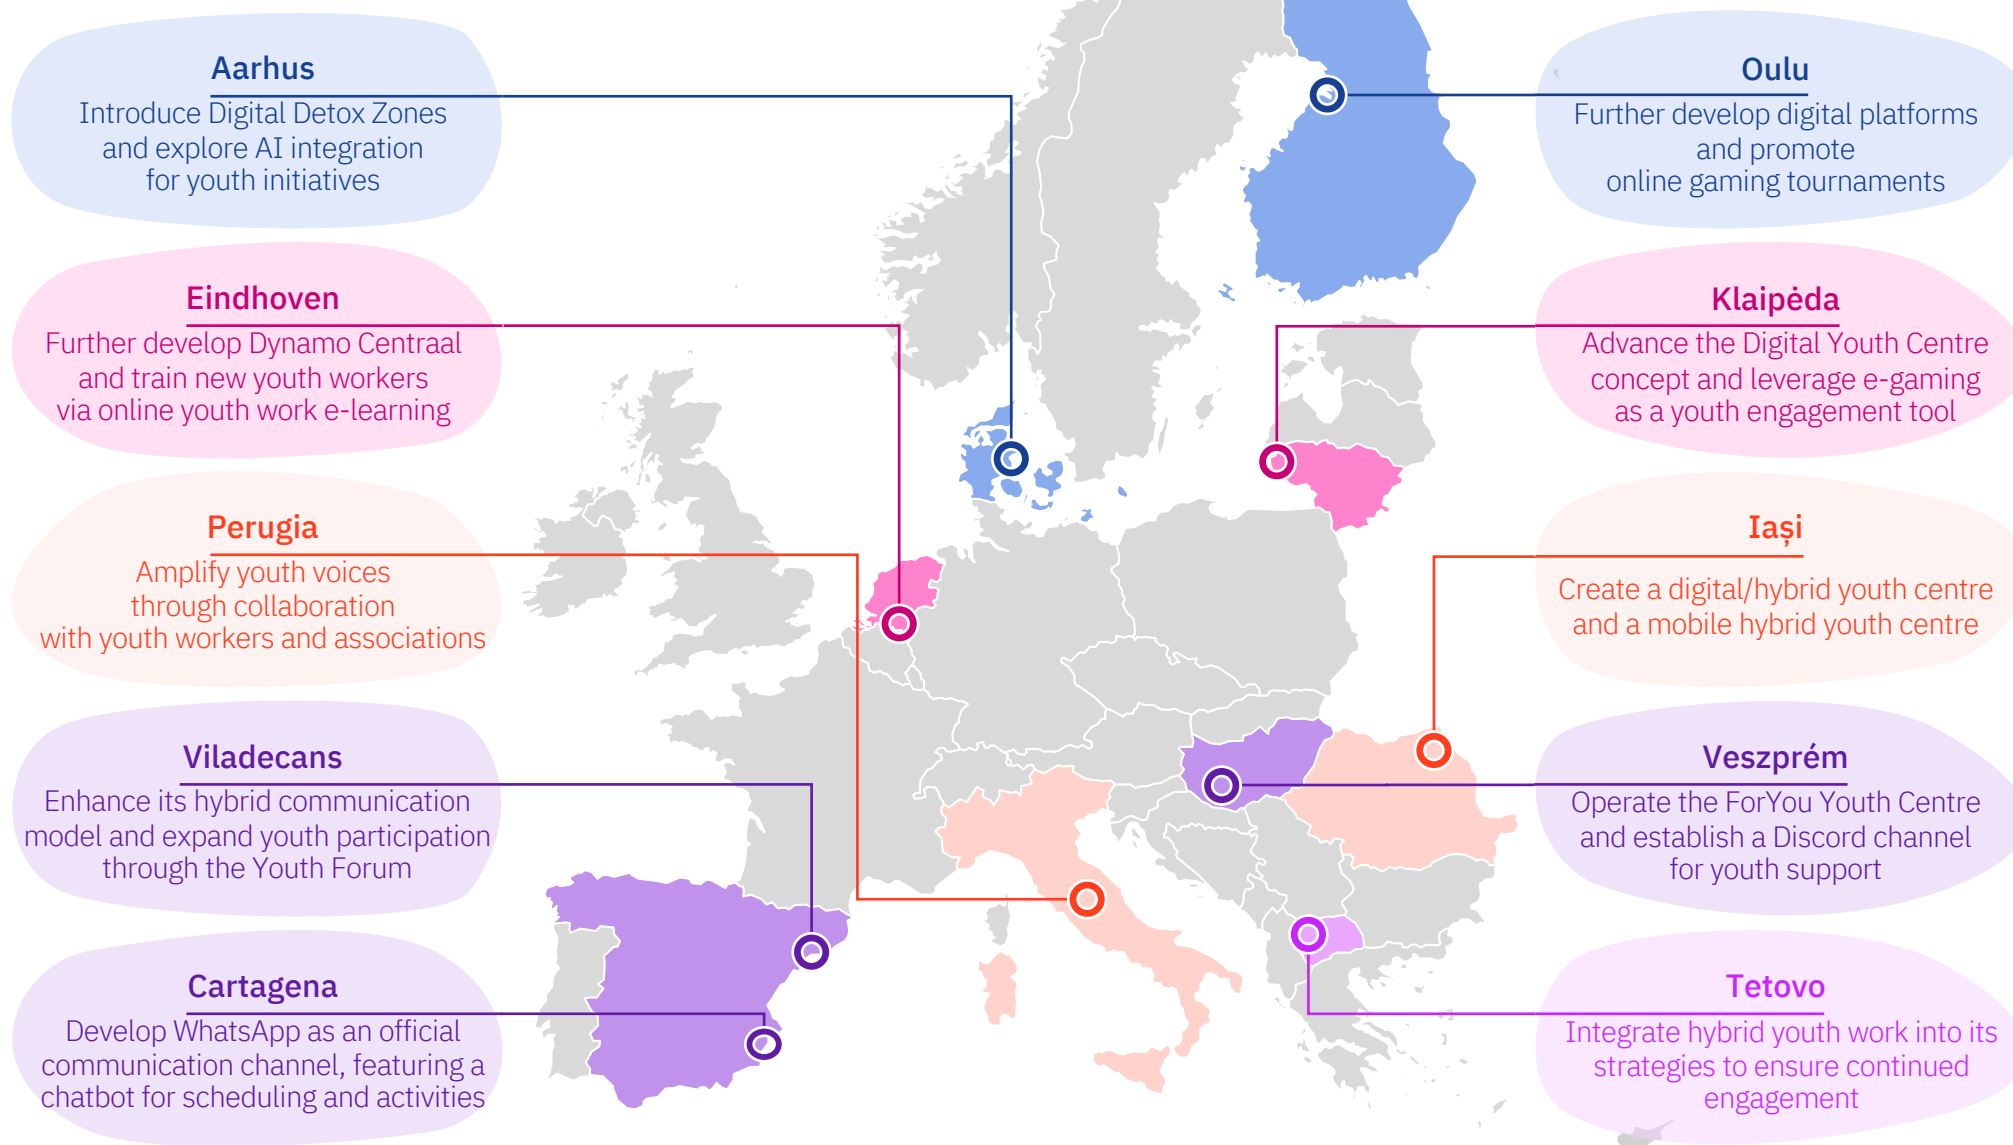 Aarhus
Introduce Digital Detox Zones
and explore AI integration
for youth initiatives
Eindhoven
Further develop Dynamo Centraal
and train new youth workers
via online youth work e-learning
Perugia
Amplify youth voices
through collaboration
with youth workers and associations
Viladecans
Enhance its hybrid communication
model and expand youth participation
through the Youth Forum
Cartagena
Develop WhatsApp as an official
communication channel, featuring a
chatbot for scheduling and activities
Oulu
Further develop digital platforms
and promote
online gaming tournaments
Klaipėda
Advance the Digital Youth Centre
concept and leverage e-gaming
as a youth engagement tool
Iași
Create a digital/hybrid youth centre
and a mobile hybrid youth centre
Veszprém
Operate the ForYou Youth Centre
and establish a Discord channel
for youth support
Tetovo
Integrate hybrid youth work into its
strategies to ensure continued
engagement